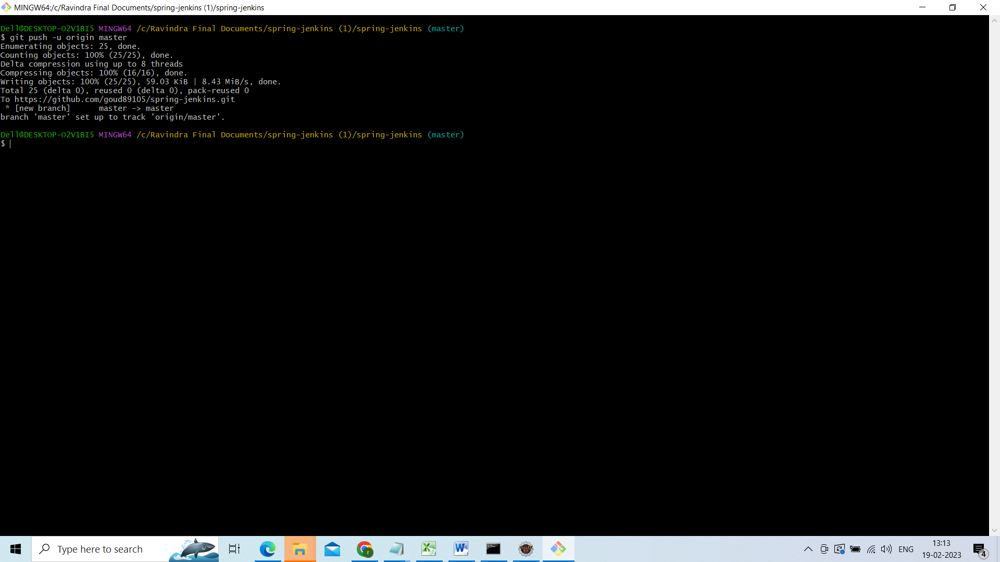 MINGW64:/c/Ravindra Final Documents/spring-jenkins (1)/spring-jenkins
Dell@DESKTOP-O2V1BI5 MINGW64 /c/Ravindra Final Documents/spring-jenkins (1)/spring-jenkins (master)
$ git push -u origin master
Enumerating objects: 25, done.
Counting objects: 100% (25/25), done.
Delta compression using up to 8 threads
Compressing objects: 100% (16/16), done.
Writing objects: 100% (25/25), 59.03 KiB | 8.43 MiB/s, done.
Total 25 (delta 0), reused 0 (delta 0), pack-reused 0
To https://github.com/goud89105/spring-jenkins.git
 * [new branch]      master -> master
branch 'master' set up to track 'origin/master'.
Dell@DESKTOP-O2V1BI5 MINGW64 /c/Ravindra Final Documents/spring-jenkins (1)/spring-jenkins (master)
$
Type here to search
ENG
13:13
19-02-2023
4